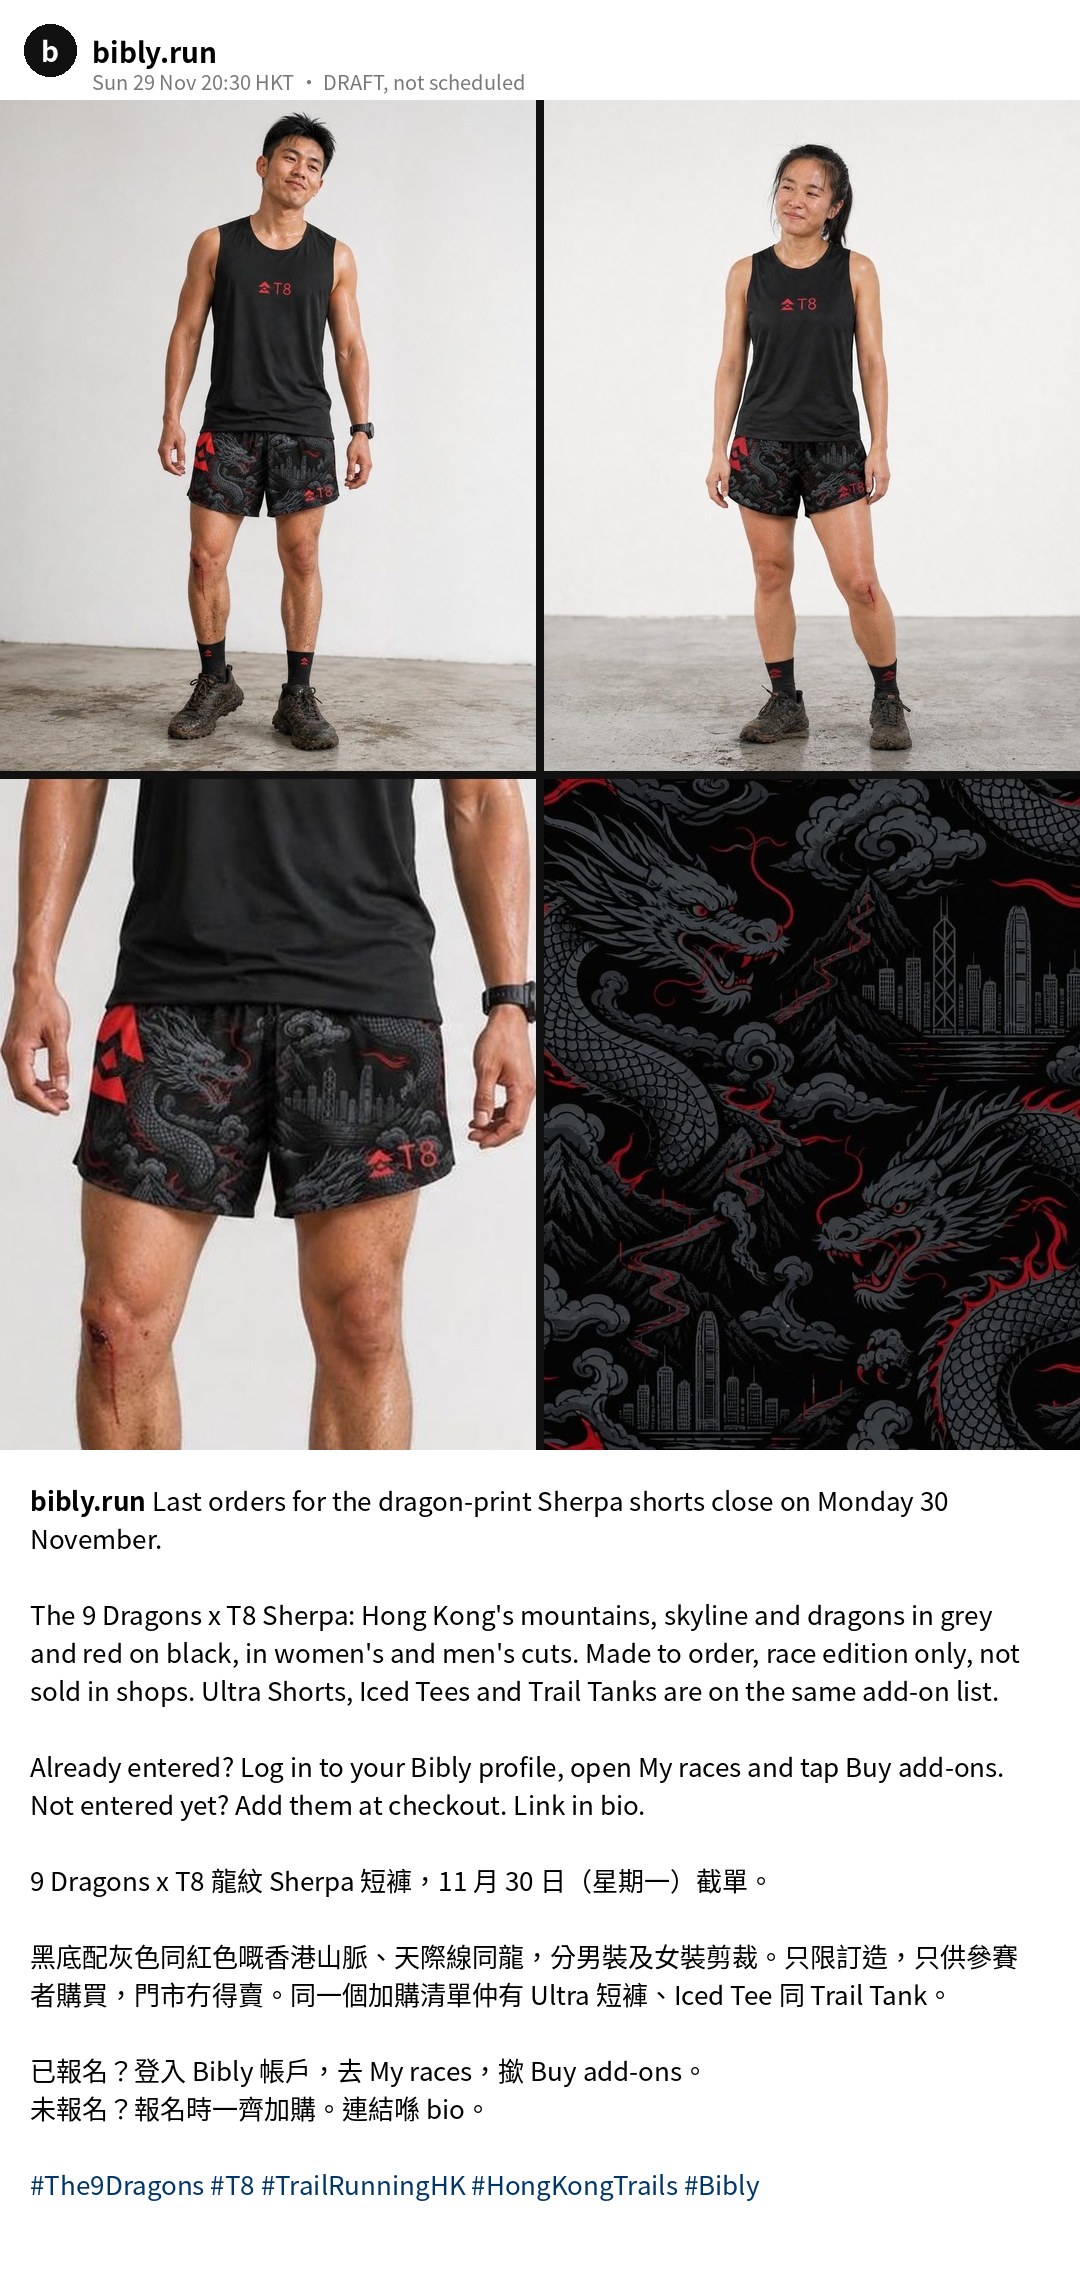 b
bibly.run
Sun 29 Nov 20:30 HKT · DRAFT, not scheduled
T8
T8
T8
T8
T8
bibly.run Last orders for the dragon-print Sherpa shorts close on Monday 30
November.
The 9 Dragons x T8 Sherpa: Hong Kong's mountains, skyline and dragons in grey
and red on black, in women's and men's cuts. Made to order, race edition only, not
sold in shops. Ultra Shorts, Iced Tees and Trail Tanks are on the same add-on list.
Already entered? Log in to your Bibly profile, open My races and tap Buy add-ons.
Not entered yet? Add them at checkout. Link in bio.
9 Dragons x T8 龍紋 Sherpa 短褲，11 月 30 日（星期一）截單。
黑底配灰色同紅色嘅香港山脈、天際線同龍，分男裝及女裝剪裁。只限訂造，只供參賽
者購買，門市冇得賣。同一個加購清單仲有 Ultra 短褲、Iced Tee 同 Trail Tank。
已報名？登入 Bibly 帳戶，去 My races，撳 Buy add-ons。
未報名？報名時一齊加購。連結喺 bio。
#The9Dragons #T8 #TrailRunningHK #HongKongTrails #Bibly